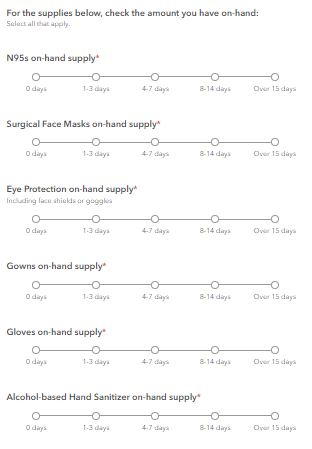 For the supplies below, check the amount you have on-hand:
Select all that apply.
N95s on-hand supply*
0 days 1-3 days 4-7 days 8-14 days Over 15 days
Surgical Face Masks on-hand supply*
0 days 1-3 days 4-7 days 8-14 days Over 15 days
Eye Protection on-hand supply*
Including face shields or goggles
0 days 1-3 days 4-7 days 8-14 days Over 15 days
Gowns on-hand supply*
0 days 1-3 days 4-7 days 8-14 days Over 15 days
Gloves on-hand supply*
0 days 1-3 days 4-7 days 8-14 days Over 15 days
Alcohol-based Hand Sanitizer on-hand supply*
0 days 1-3 days 4-7 days 8-14 days Over 15 days